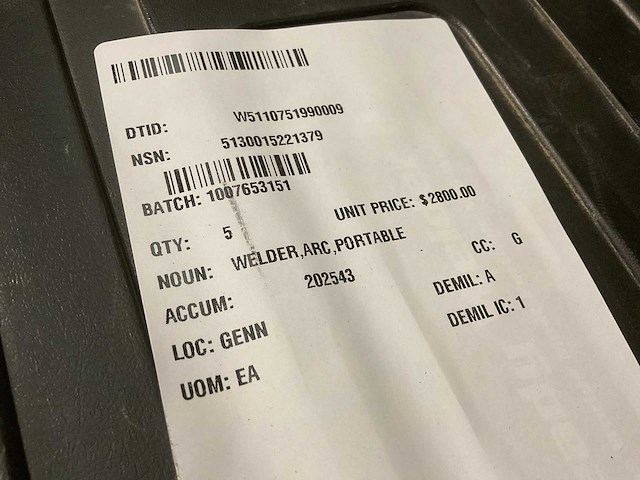 DTID: W5110751990009
NSN: 5130015221379
BATCH: 1007653151
QTY: 5 UNIT PRICE: $2800.00
NOUN: WELDER,ARC,PORTABLE CC: G
ACCUM: 202543 DEMIL: A
LOC: GENN DEMIL IC: 1
UOM: EA